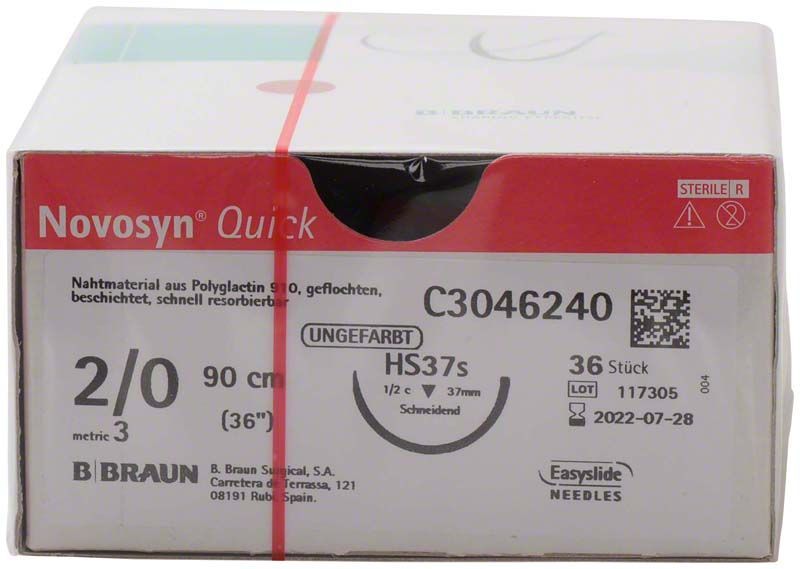 B|BRAUN
STERILE R
Novosyn® Quick
Nahtmaterial aus Polyglactin 910, geflochten,
beschichtet, schnell resorbierbar
C3046240
UNGEFÄRBT
2/0 90 cm
(36")
metric 3
HS37s
1/2 c 37mm
Schneidend
36 Stück
LOT 117305
2022-07-28
004
B|BRAUN
B. Braun Surgical, S.A.
Carretera de Terrassa, 121
08191 Rubí Spain.
Easyslide
NEEDLES